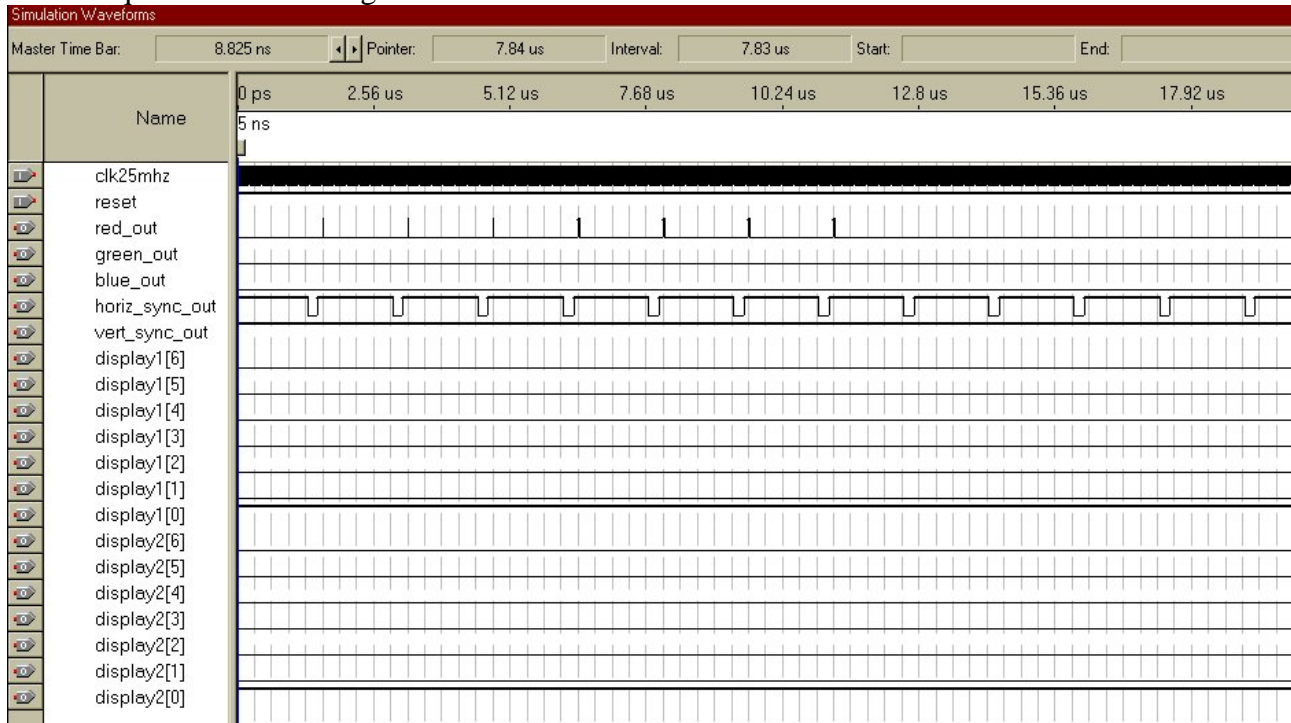 Simulation Waveforms
Master Time Bar: 8.825 ns Pointer: 7.84 us Interval: 7.83 us Start: End:
Name
0 ps 2.56 us 5.12 us 7.68 us 10.24 us 12.8 us 15.36 us 17.92 us
5 ns
clk25mhz
reset
red_out
green_out
blue_out
horiz_sync_out
vert_sync_out
display1[6]
display1[5]
display1[4]
display1[3]
display1[2]
display1[1]
display1[0]
display2[6]
display2[5]
display2[4]
display2[3]
display2[2]
display2[1]
display2[0]